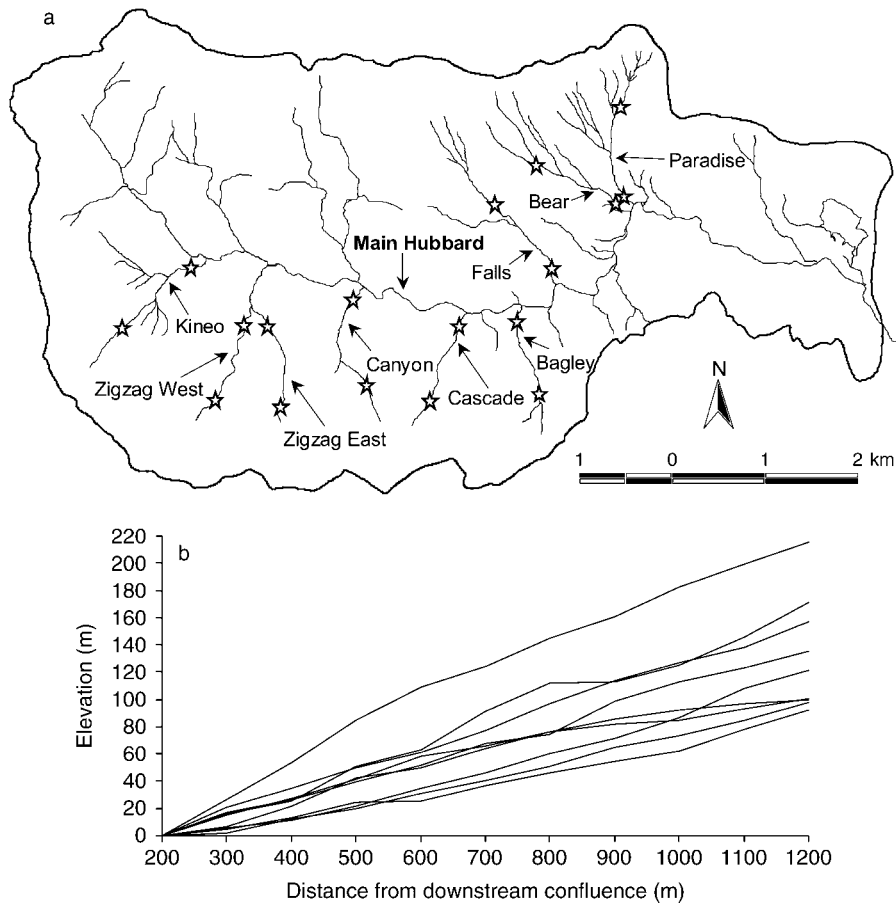 a
Paradise
Bear
Main Hubbard
Falls
Kineo
Canyon
Bagley
Zigzag West
Cascade
Zigzag East
N
1 0 1 2 km
b
220
200
180
160
140
120
100
80
60
40
20
0
Elevation (m)
200 300 400 500 600 700 800 900 1000 1100 1200
Distance from downstream confluence (m)